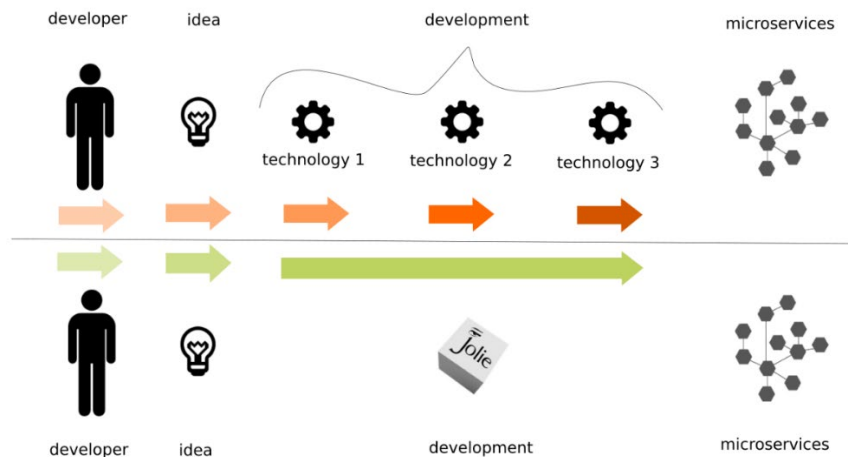 developer idea development microservices
technology 1 technology 2 technology 3
Jolie
developer idea development microservices